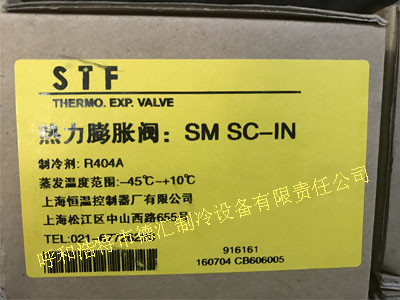 STF
THERMO. EXP. VALVE
热力膨胀阀: SM SC-IN
制冷剂: R404A
蒸发温度范围: -45℃~+10℃
上海恒温控制器厂有限公司
上海松江区中山西路655号
TEL:021-
呼和浩特市德汇制冷设备有限公司
916161
160704 CB606005